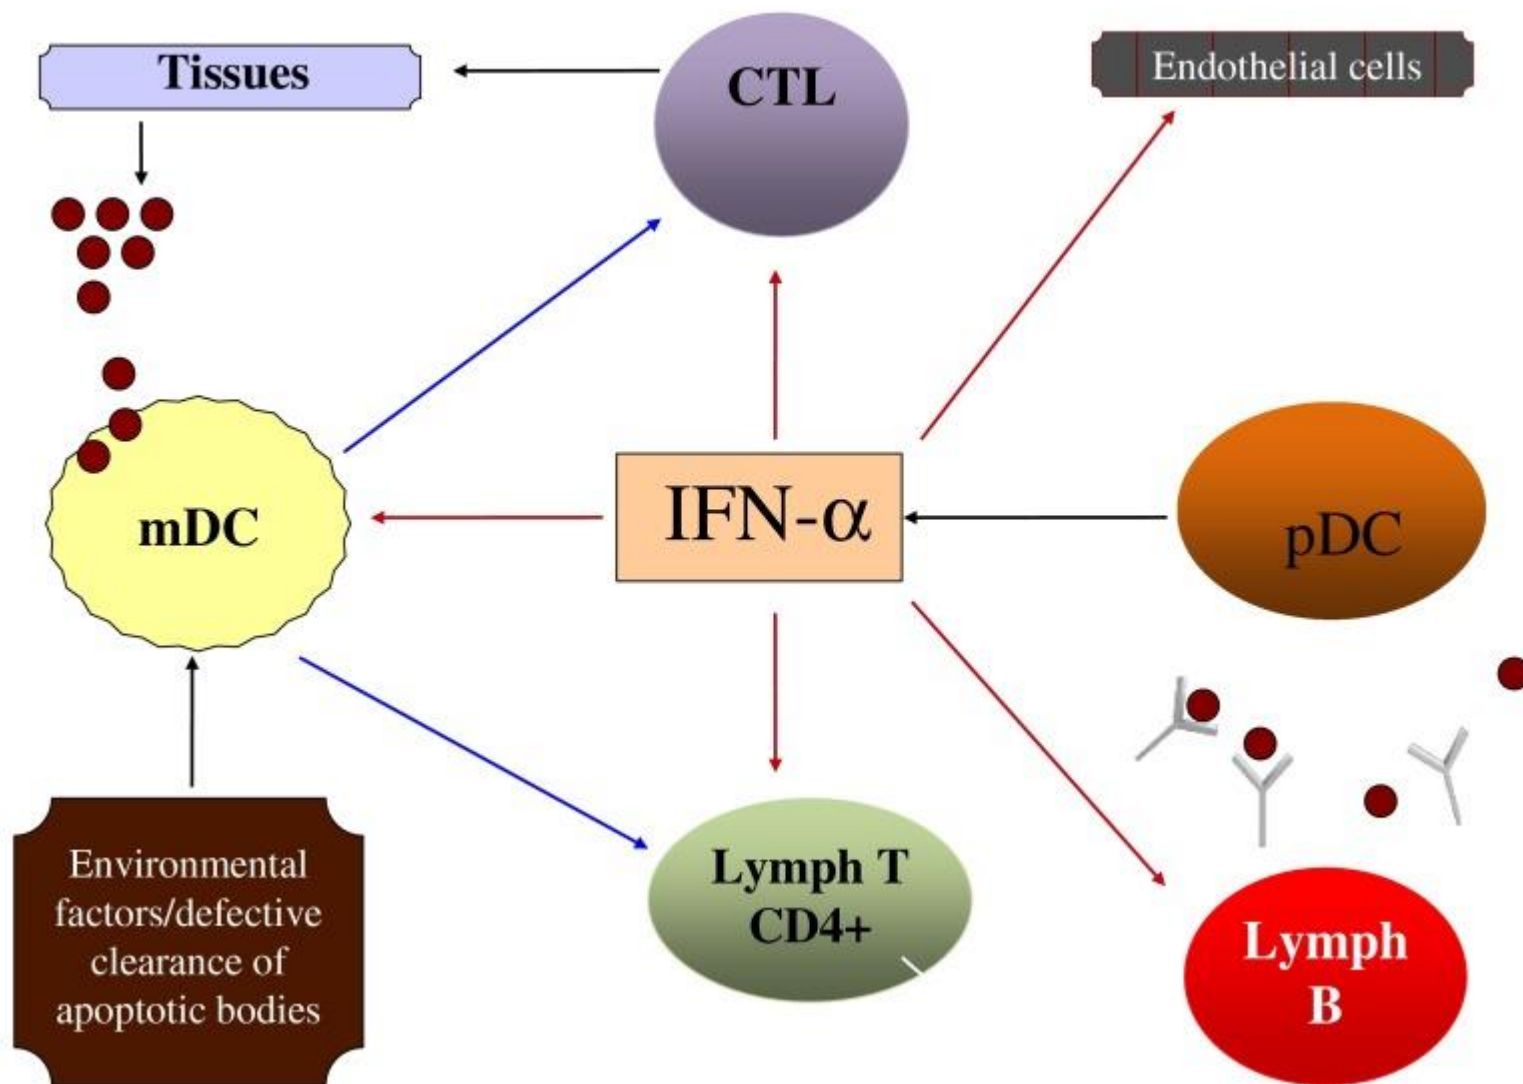 Tissues
CTL
Endothelial cells
mDC
IFN-α
pDC
Environmental
factors/defective
clearance of
apoptotic bodies
Lymph T
CD4+
Lymph
B